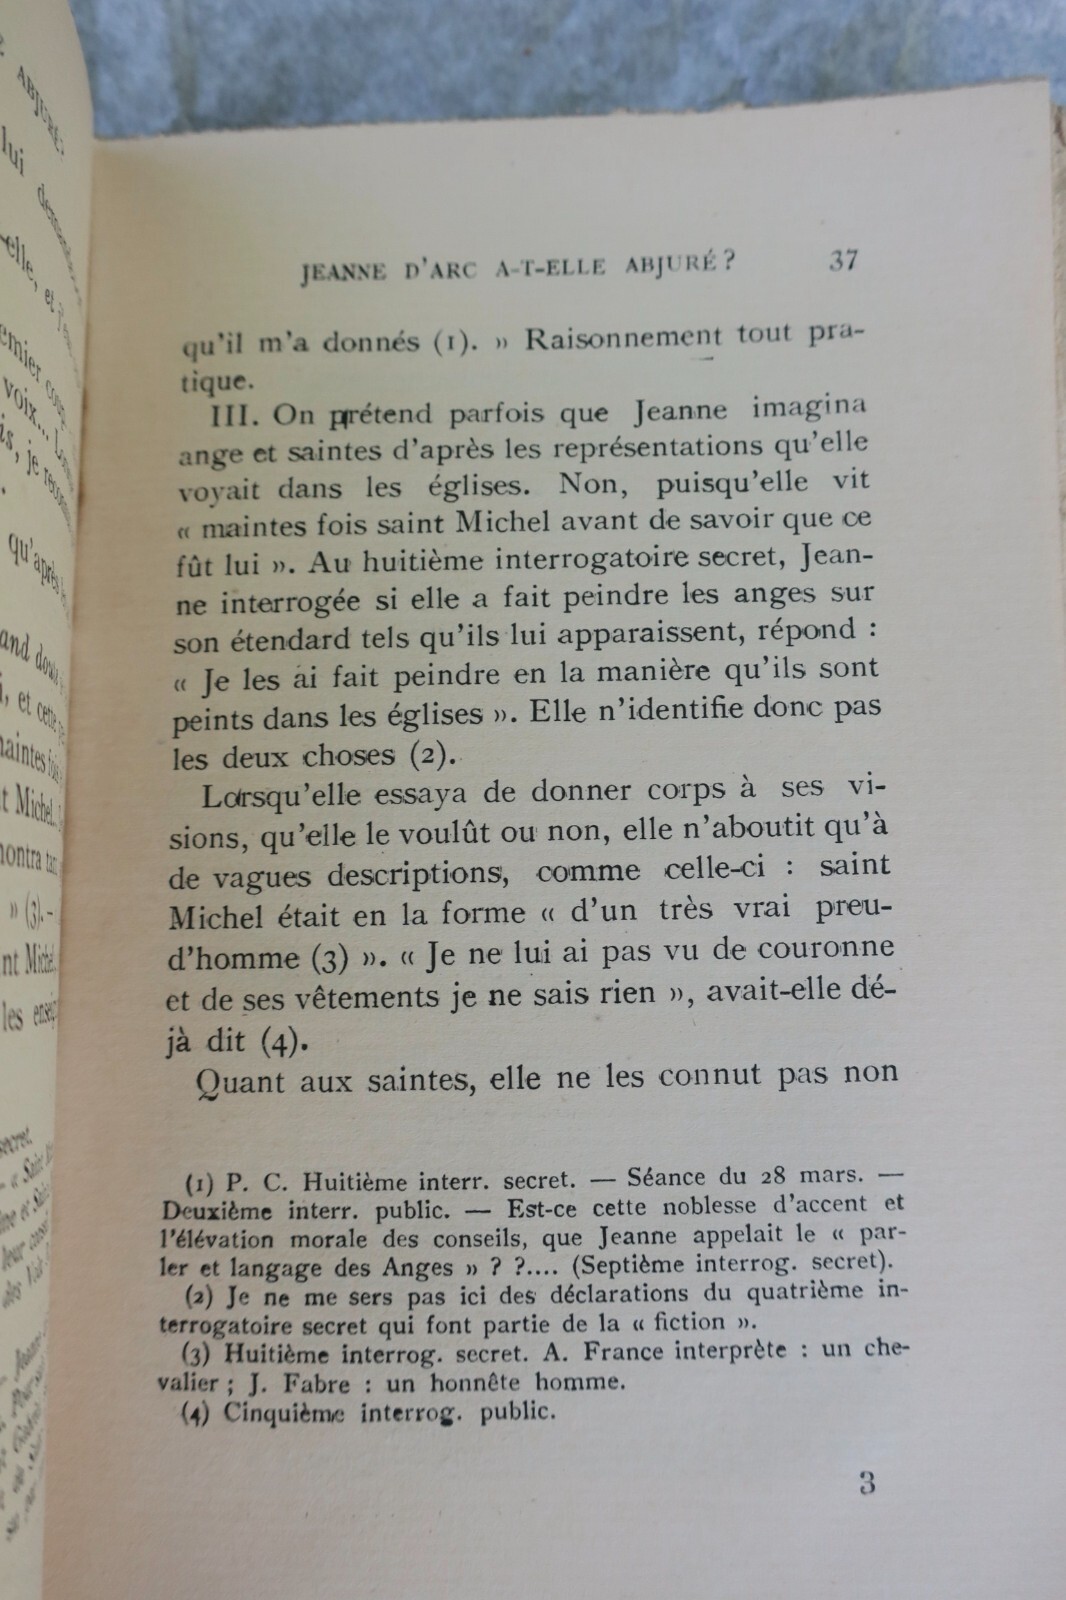 JEANNE D'ARC A-T-ELLE ABJURÉ ? 37
qu'il m'a donnés (1). » Raisonnement tout pra-
tique.
III. On prétend parfois que Jeanne imagina
ange et saintes d'après les représentations qu'elle
voyait dans les églises. Non, puisqu'elle vit
« maintes fois saint Michel avant de savoir que ce
fût lui ». Au huitième interrogatoire secret, Jean-
ne interrogée si elle a fait peindre les anges sur
son étendard tels qu'ils lui apparaissent, répond :
« Je les ai fait peindre en la manière qu'ils sont
peints dans les églises ». Elle n'identifie donc pas
les deux choses (2).
Lorsqu'elle essaya de donner corps à ses vi-
sions, qu'elle le voulût ou non, elle n'aboutit qu'à
de vagues descriptions, comme celle-ci : saint
Michel était en la forme « d'un très vrai preu-
d'homme (3) ». « Je ne lui ai pas vu de couronne
et de ses vêtements je ne sais rien », avait-elle dé-
jà dit (4).
Quant aux saintes, elle ne les connut pas non
(1) P. C. Huitième interr. secret. — Séance du 28 mars. —
Deuxième interr. public. — Est-ce cette noblesse d'accent et
l'élévation morale des conseils, que Jeanne appelait le « par-
ler et langage des Anges » ? ?.... (Septième interrog. secret).
(2) Je ne me sers pas ici des déclarations du quatrième in-
terrogatoire secret qui font partie de la « fiction ».
(3) Huitième interrog. secret. A. France interprète : un che-
valier ; J. Fabre : un honnête homme.
(4) Cinquième interrog. public.
3